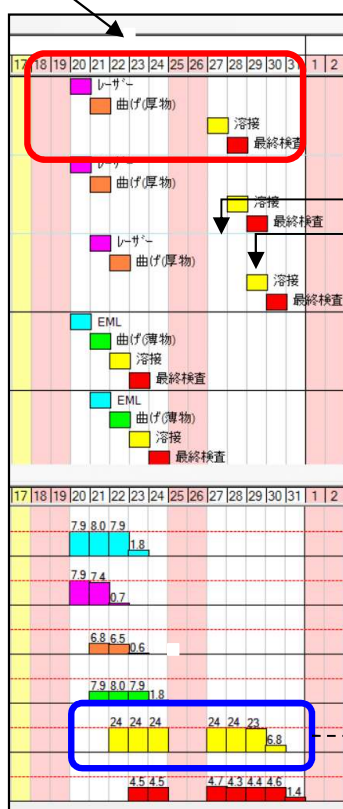 17 18 19 20 21 22 23 24 25 26 27 28 29 30 31 1 2
レーザー
曲げ(厚物)
溶接
最終検査
レーザー
曲げ(厚物)
溶接
最終検査
レーザー
曲げ(厚物)
溶接
最終検査
EML
曲げ(薄物)
溶接
最終検査
EML
曲げ(薄物)
溶接
最終検査
17 18 19 20 21 22 23 24 25 26 27 28 29 30 31 1 2
7.9 8.0 7.9 1.8
7.9 7.4 0.7
6.8 6.5 0.6
7.9 8.0 7.9 1.8
24 24 24 24 24 23 6.8
4.5 4.5 4.7 4.3 4.4 4.6 1.4